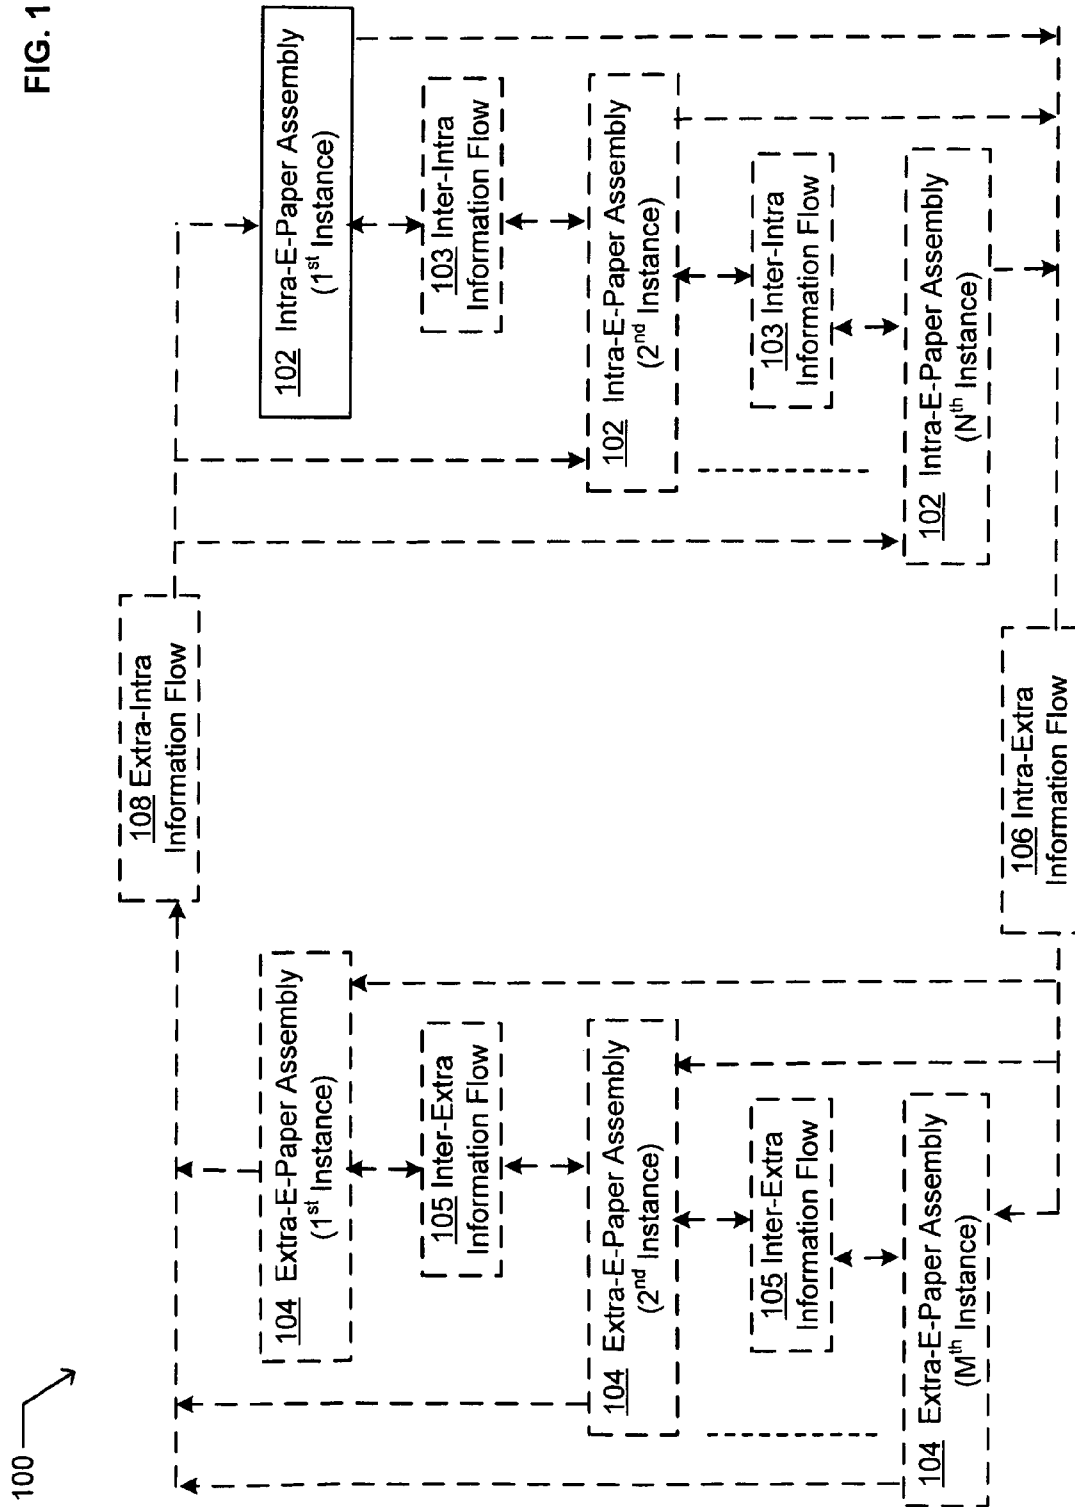 FIG. 1
100
108 Extra-Intra
Information Flow
104 Extra-E-Paper Assembly
(1st Instance)
102 Intra-E-Paper Assembly
(1st Instance)
105 Inter-Extra
Information Flow
103 Inter-Intra
Information Flow
104 Extra-E-Paper Assembly
(2nd Instance)
102 Intra-E-Paper Assembly
(2nd Instance)
105 Inter-Extra
Information Flow
103 Inter-Intra
Information Flow
104 Extra-E-Paper Assembly
(Mth Instance)
102 Intra-E-Paper Assembly
(Nth Instance)
106 Intra-Extra
Information Flow